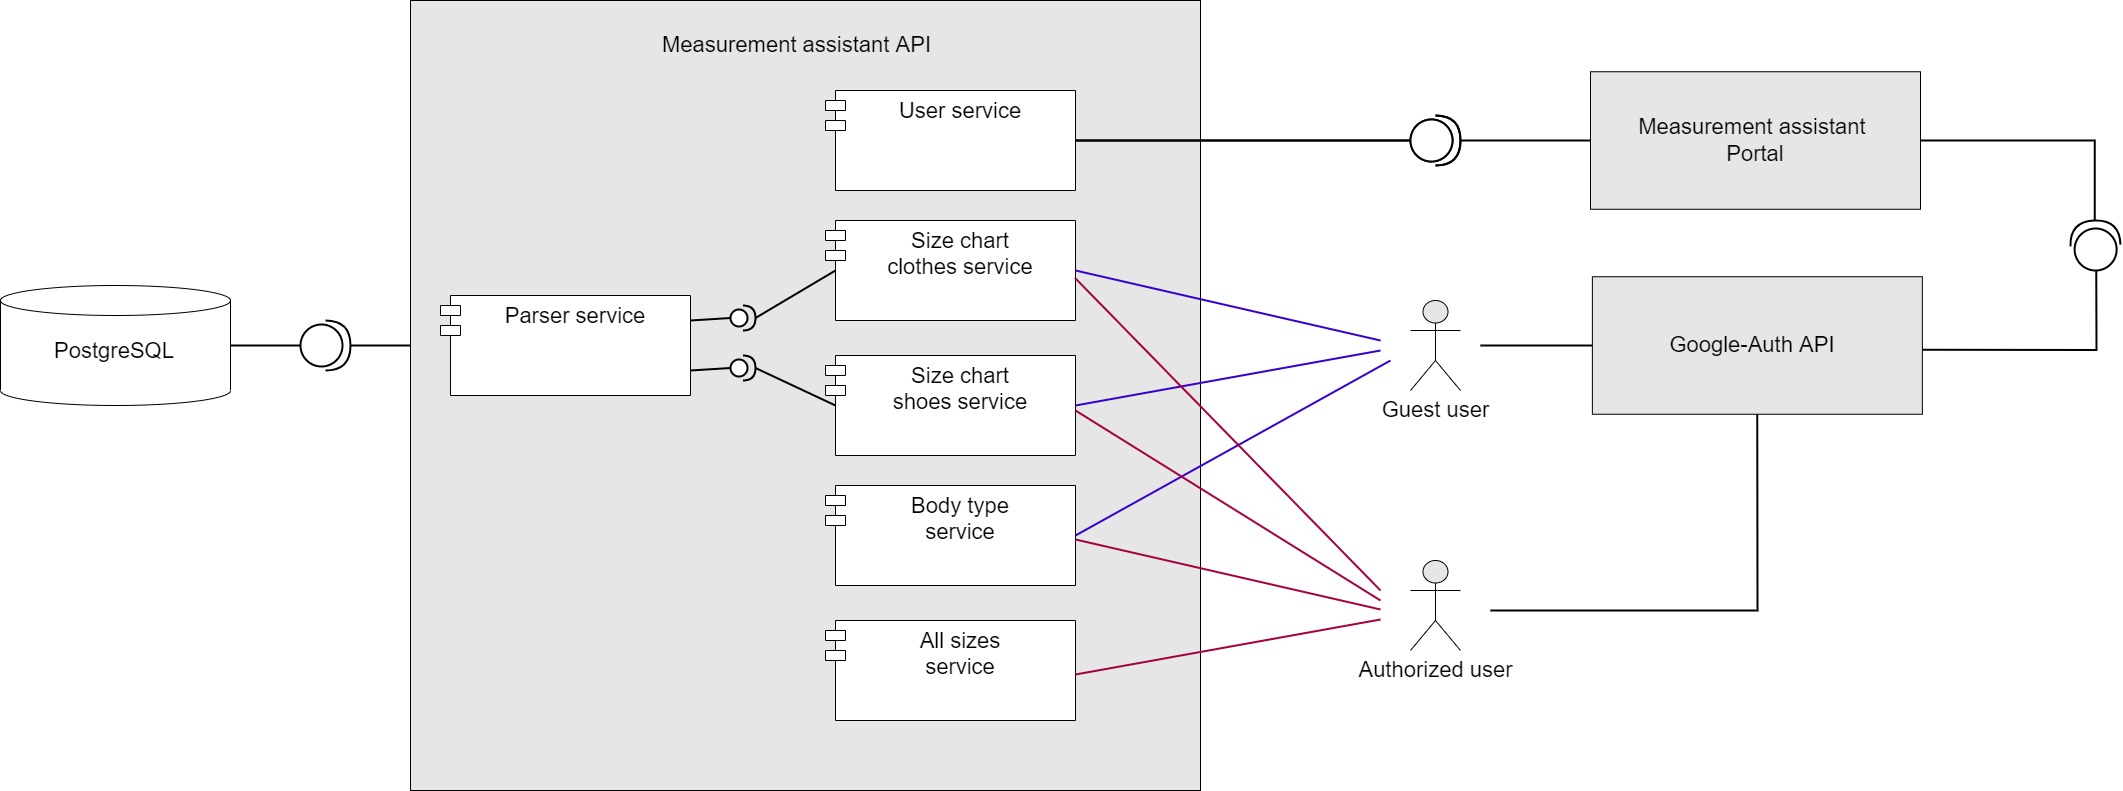 Measurement assistant API
User service
Measurement assistant
Portal
Size chart
clothes service
Parser service
PostgreSQL
Google-Auth API
Size chart
shoes service
Guest user
Body type
service
All sizes
service
Authorized user